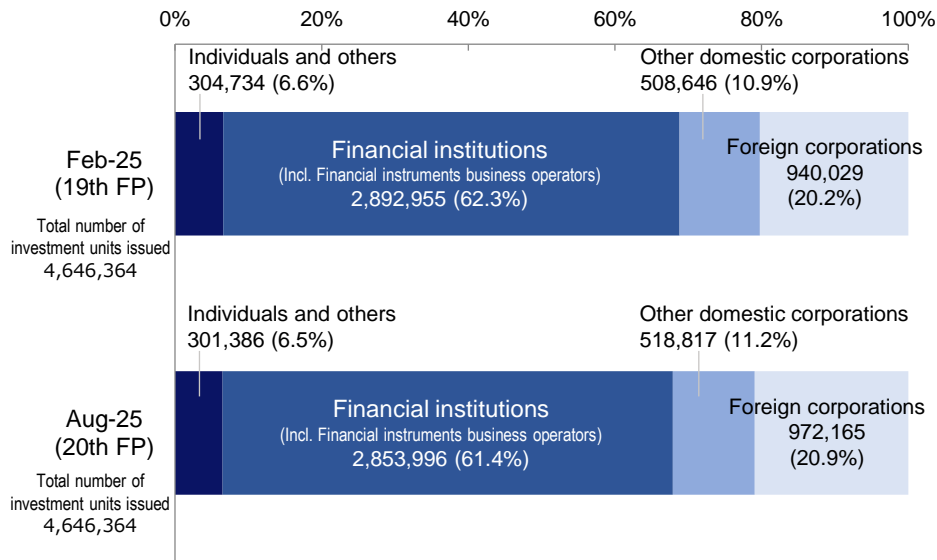 0% 20% 40% 60% 80% 100%
Individuals and others
304,734 (6.6%)
Other domestic corporations
508,646 (10.9%)
Feb-25
(19th FP)
Total number of
investment units issued
4,646,364
Financial institutions
(Incl. Financial instruments business operators)
2,892,955 (62.3%)
Foreign corporations
940,029
(20.2%)
Individuals and others
301,386 (6.5%)
Other domestic corporations
518,817 (11.2%)
Aug-25
(20th FP)
Total number of
investment units issued
4,646,364
Financial institutions
(Incl. Financial instruments business operators)
2,853,996 (61.4%)
Foreign corporations
972,165
(20.9%)